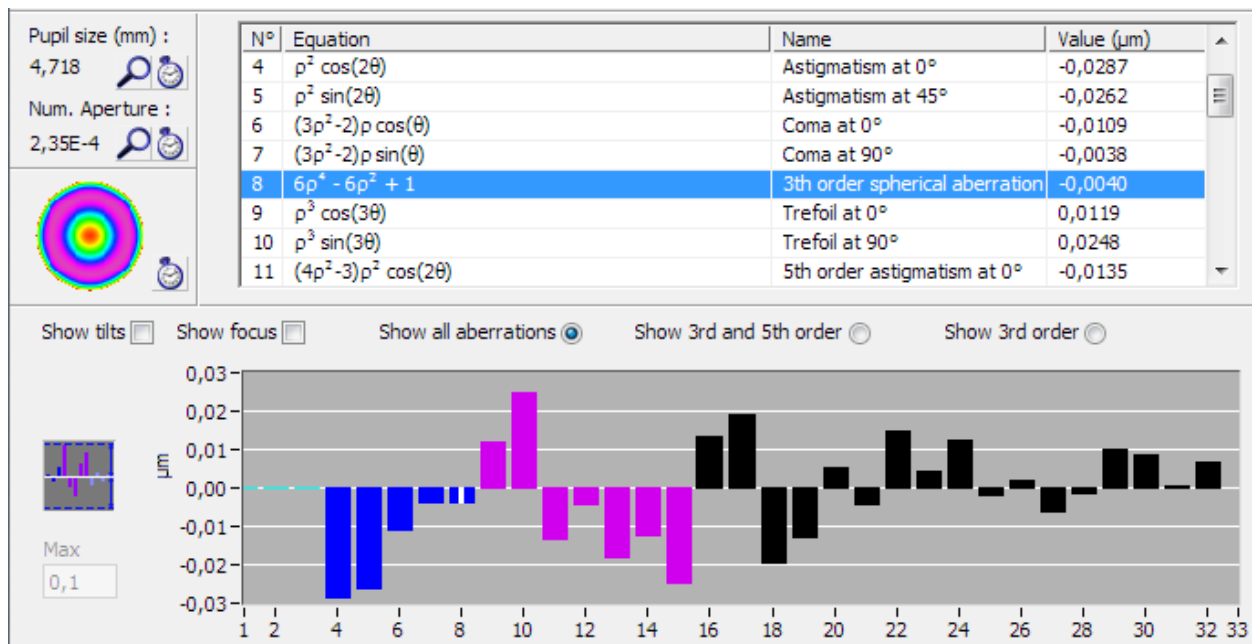 Pupil size (mm) :
4,718
Num. Aperture :
2,35E-4
N° Equation Name Value (µm)
4 ρ² cos(2θ) Astigmatism at 0° -0,0287
5 ρ² sin(2θ) Astigmatism at 45° -0,0262
6 (3ρ²-2)ρ cos(θ) Coma at 0° -0,0109
7 (3ρ²-2)ρ sin(θ) Coma at 90° -0,0038
8 6ρ⁴ - 6ρ² + 1 3th order spherical aberration -0,0040
9 ρ³ cos(3θ) Trefoil at 0° 0,0119
10 ρ³ sin(3θ) Trefoil at 90° 0,0248
11 (4ρ²-3)ρ² cos(2θ) 5th order astigmatism at 0° -0,0135
Show tilts Show focus Show all aberrations Show 3rd and 5th order Show 3rd order
0,03
0,02
0,01
0,00
-0,01
-0,02
-0,03
µm
Max
0,1
1 2 4 6 8 10 12 14 16 18 20 22 24 26 28 30 32 33